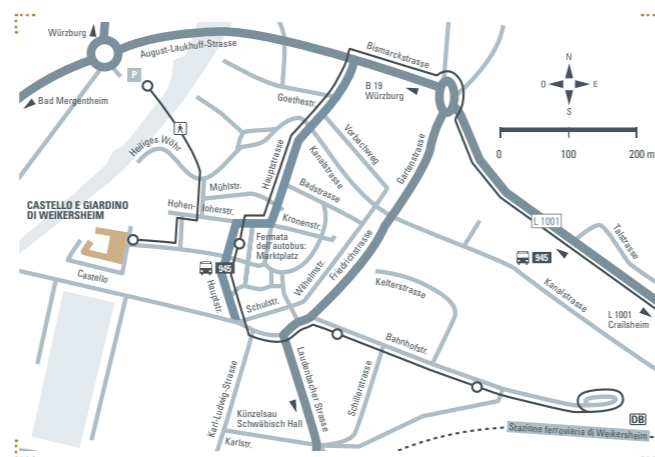 Würzburg
August-Laukhuff-Strasse
Bismarckstrasse
P
Bad Mergentheim
B 19
Würzburg
N
O
E
S
0
100
200 m
Goethestr.
Vorbachweg
Heiliges Wöhr
Hauptstrasse
Kanalstrasse
Gartenstrasse
Mühlstr.
Badstrasse
CASTELLO E GIARDINO
DI WEIKERSHEIM
Hohen-
loherstr.
Kronenstr.
L 1001
Talstrasse
Fermata
dell'autobus:
Marktplatz
945
945
Castello
Hauptstr.
Wilhelmstr.
Friedrichstrasse
Kelterstrasse
Kanalstrasse
Schulstr.
L 1001
Crailsheim
Bahnhofstr.
Karl-Ludwig-Strasse
Laudenbacher Strasse
Schillerstrasse
Künzelsau
Schwäbisch Hall
Karlstr.
DB
Stazione ferroviaria di Weikersheim